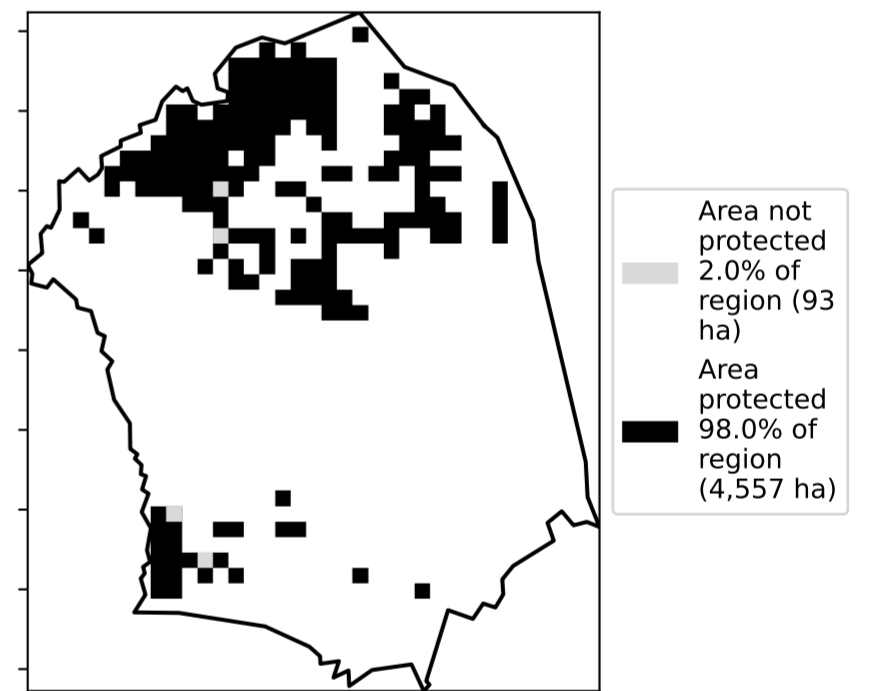 Area not
protected
2.0% of
region (93
ha)
Area
protected
98.0% of
region
(4,557 ha)